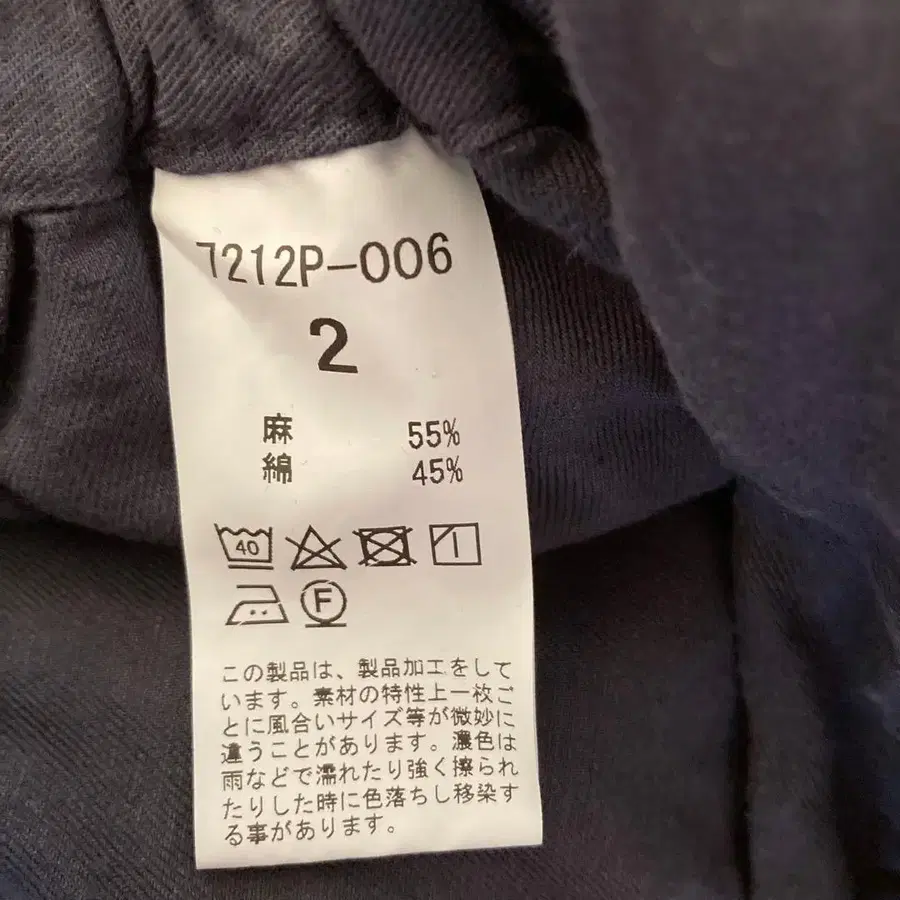 7212P-006
2
麻 55%
綿 45%
40
F
この製品は、製品加工をして
います。素材の特性上一枚ご
とに風合いサイズ等が微妙に
違うことがあります。濃色は
雨などで濡れたり強く擦られ
たりした時に色落ちし移染す
る事があります。